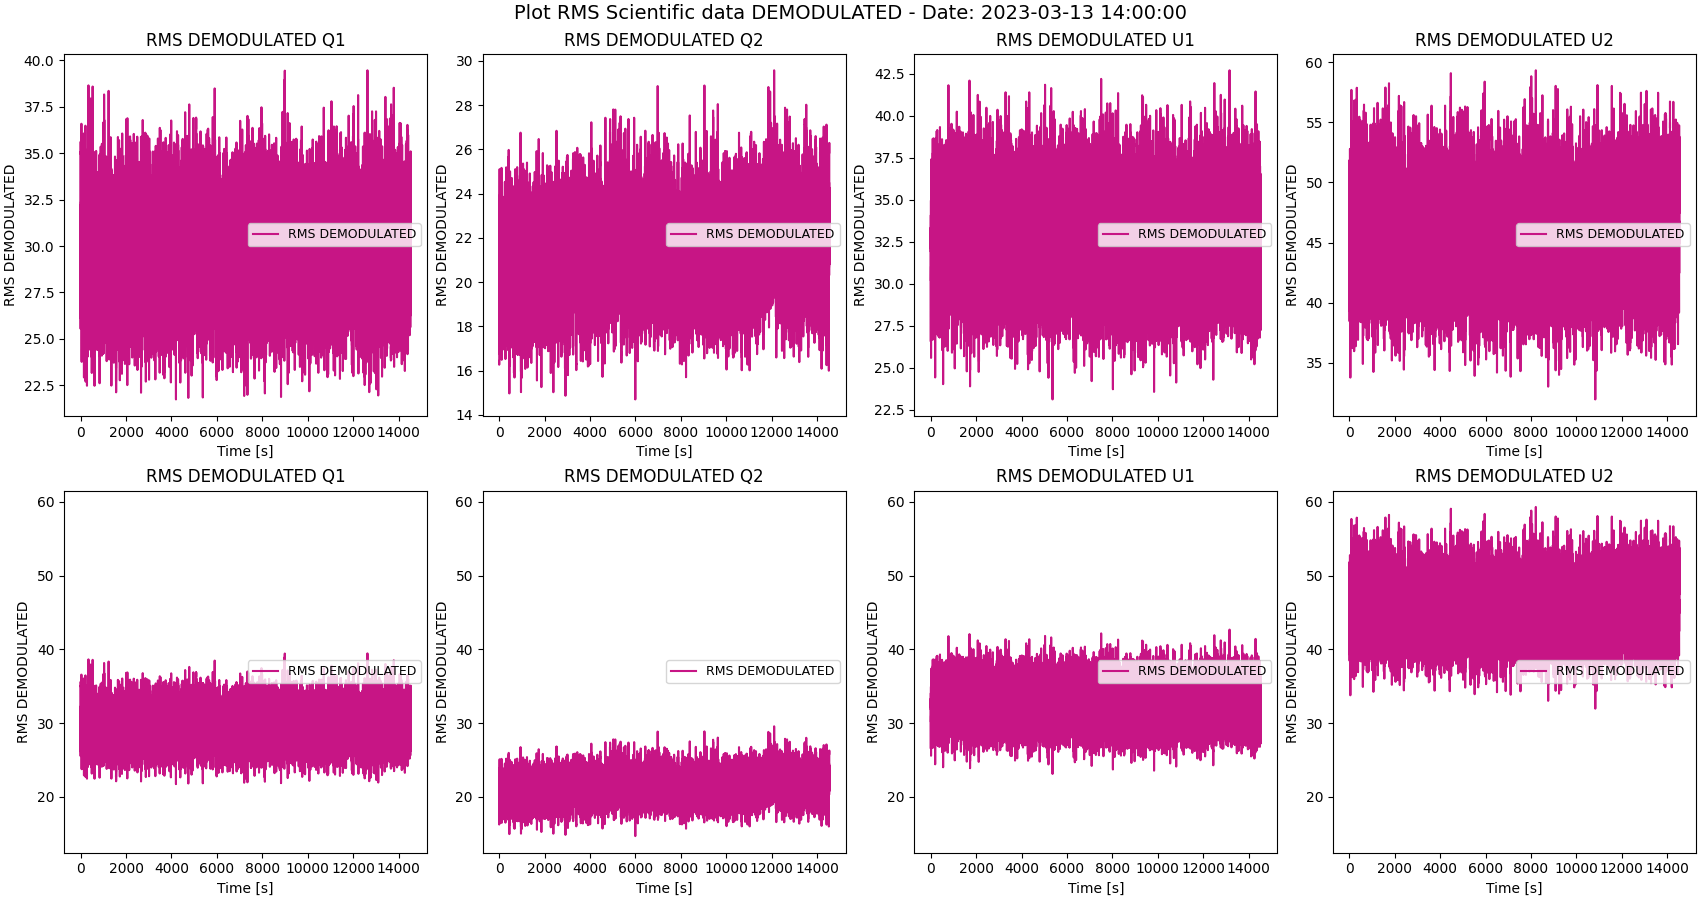 Plot RMS Scientific data DEMODULATED - Date: 2023-03-13 14:00:00
RMS DEMODULATED Q1
RMS DEMODULATED
40.0
37.5
35.0
32.5
30.0
27.5
25.0
22.5
RMS DEMODULATED
0 2000 4000 6000 8000 10000 12000 14000
Time [s]
RMS DEMODULATED Q2
RMS DEMODULATED
30
28
26
24
22
20
18
16
14
RMS DEMODULATED
0 2000 4000 6000 8000 10000 12000 14000
Time [s]
RMS DEMODULATED U1
RMS DEMODULATED
42.5
40.0
37.5
35.0
32.5
30.0
27.5
25.0
22.5
RMS DEMODULATED
0 2000 4000 6000 8000 10000 12000 14000
Time [s]
RMS DEMODULATED U2
RMS DEMODULATED
60
55
50
45
40
35
RMS DEMODULATED
0 2000 4000 6000 8000 10000 12000 14000
Time [s]
RMS DEMODULATED Q1
RMS DEMODULATED
60
50
40
30
20
RMS DEMODULATED
0 2000 4000 6000 8000 10000 12000 14000
Time [s]
RMS DEMODULATED Q2
RMS DEMODULATED
60
50
40
30
20
RMS DEMODULATED
0 2000 4000 6000 8000 10000 12000 14000
Time [s]
RMS DEMODULATED U1
RMS DEMODULATED
60
50
40
30
20
RMS DEMODULATED
0 2000 4000 6000 8000 10000 12000 14000
Time [s]
RMS DEMODULATED U2
RMS DEMODULATED
60
50
40
30
20
RMS DEMODULATED
0 2000 4000 6000 8000 10000 12000 14000
Time [s]